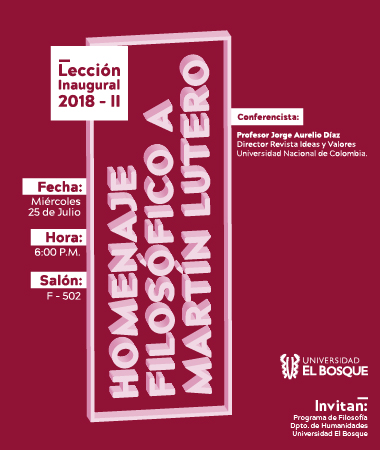 Lección
Inaugural
2018 - II
HOMENAJE
FILOSÓFICO A
MARTÍN LUTERO
Conferencista:
Profesor Jorge Aurelio Díaz
Director Revista Ideas y Valores
Universidad Nacional de Colombia.
Fecha:
Miércoles
25 de Julio
Hora:
6:00 P.M.
Salón:
F - 502
UNIVERSIDAD
EL BOSQUE
Invitan:
Programa de Filosofía
Dpto. de Humanidades
Universidad El Bosque